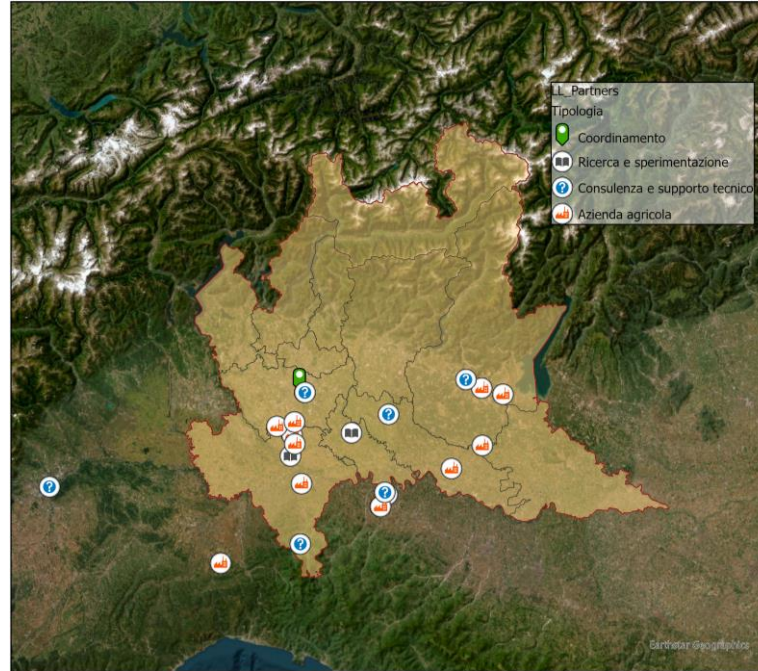 LL_Partners
Tipologia
Coordinamento
Ricerca e sperimentazione
Consulenza e supporto tecnico
Azienda agricola
Earthstar Geographics